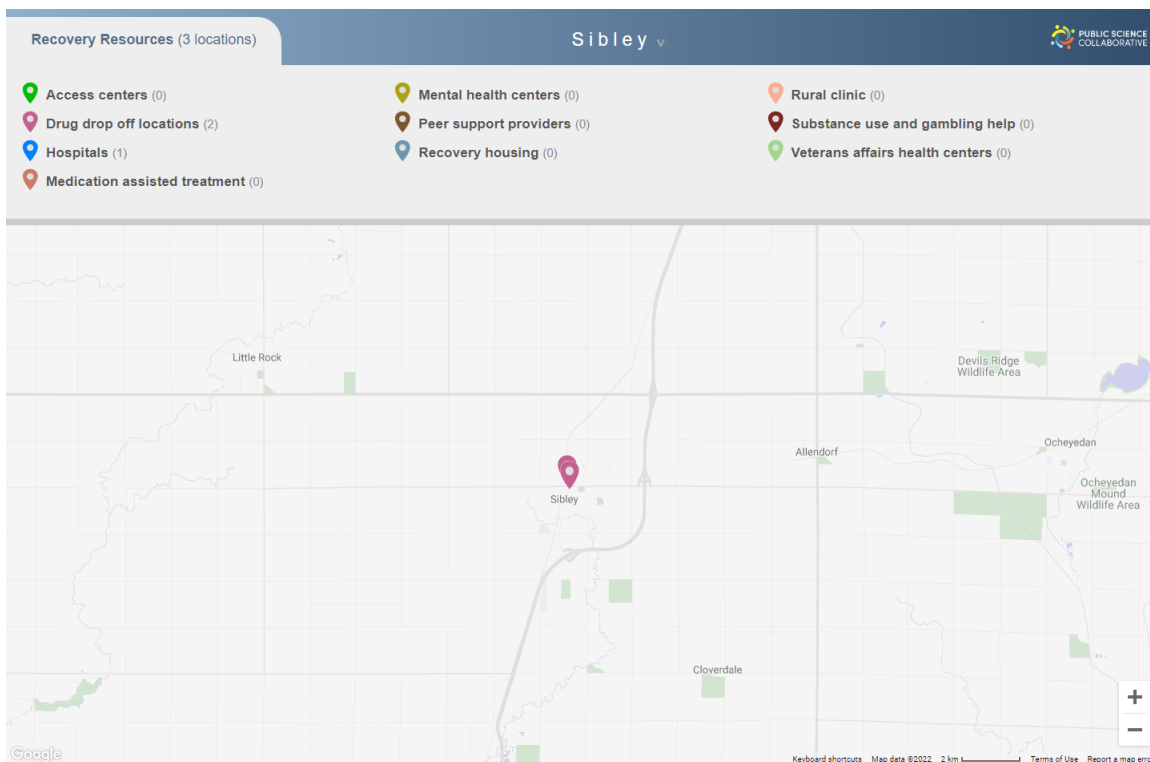 Recovery Resources (3 locations)
Sibley v
PUBLIC SCIENCE
COLLABORATIVE
Access centers (0)
Drug drop off locations (2)
Hospitals (1)
Medication assisted treatment (0)
Mental health centers (0)
Peer support providers (0)
Recovery housing (0)
Rural clinic (0)
Substance use and gambling help (0)
Veterans affairs health centers (0)
Little Rock
Devils Ridge
Wildlife Area
Allendorf
Ocheyedan
Ocheyedan
Mound
Wildlife Area
Sibley
Cloverdale
Google
Keyboard shortcuts Map data ©2022 2 km Terms of Use Report a map erro